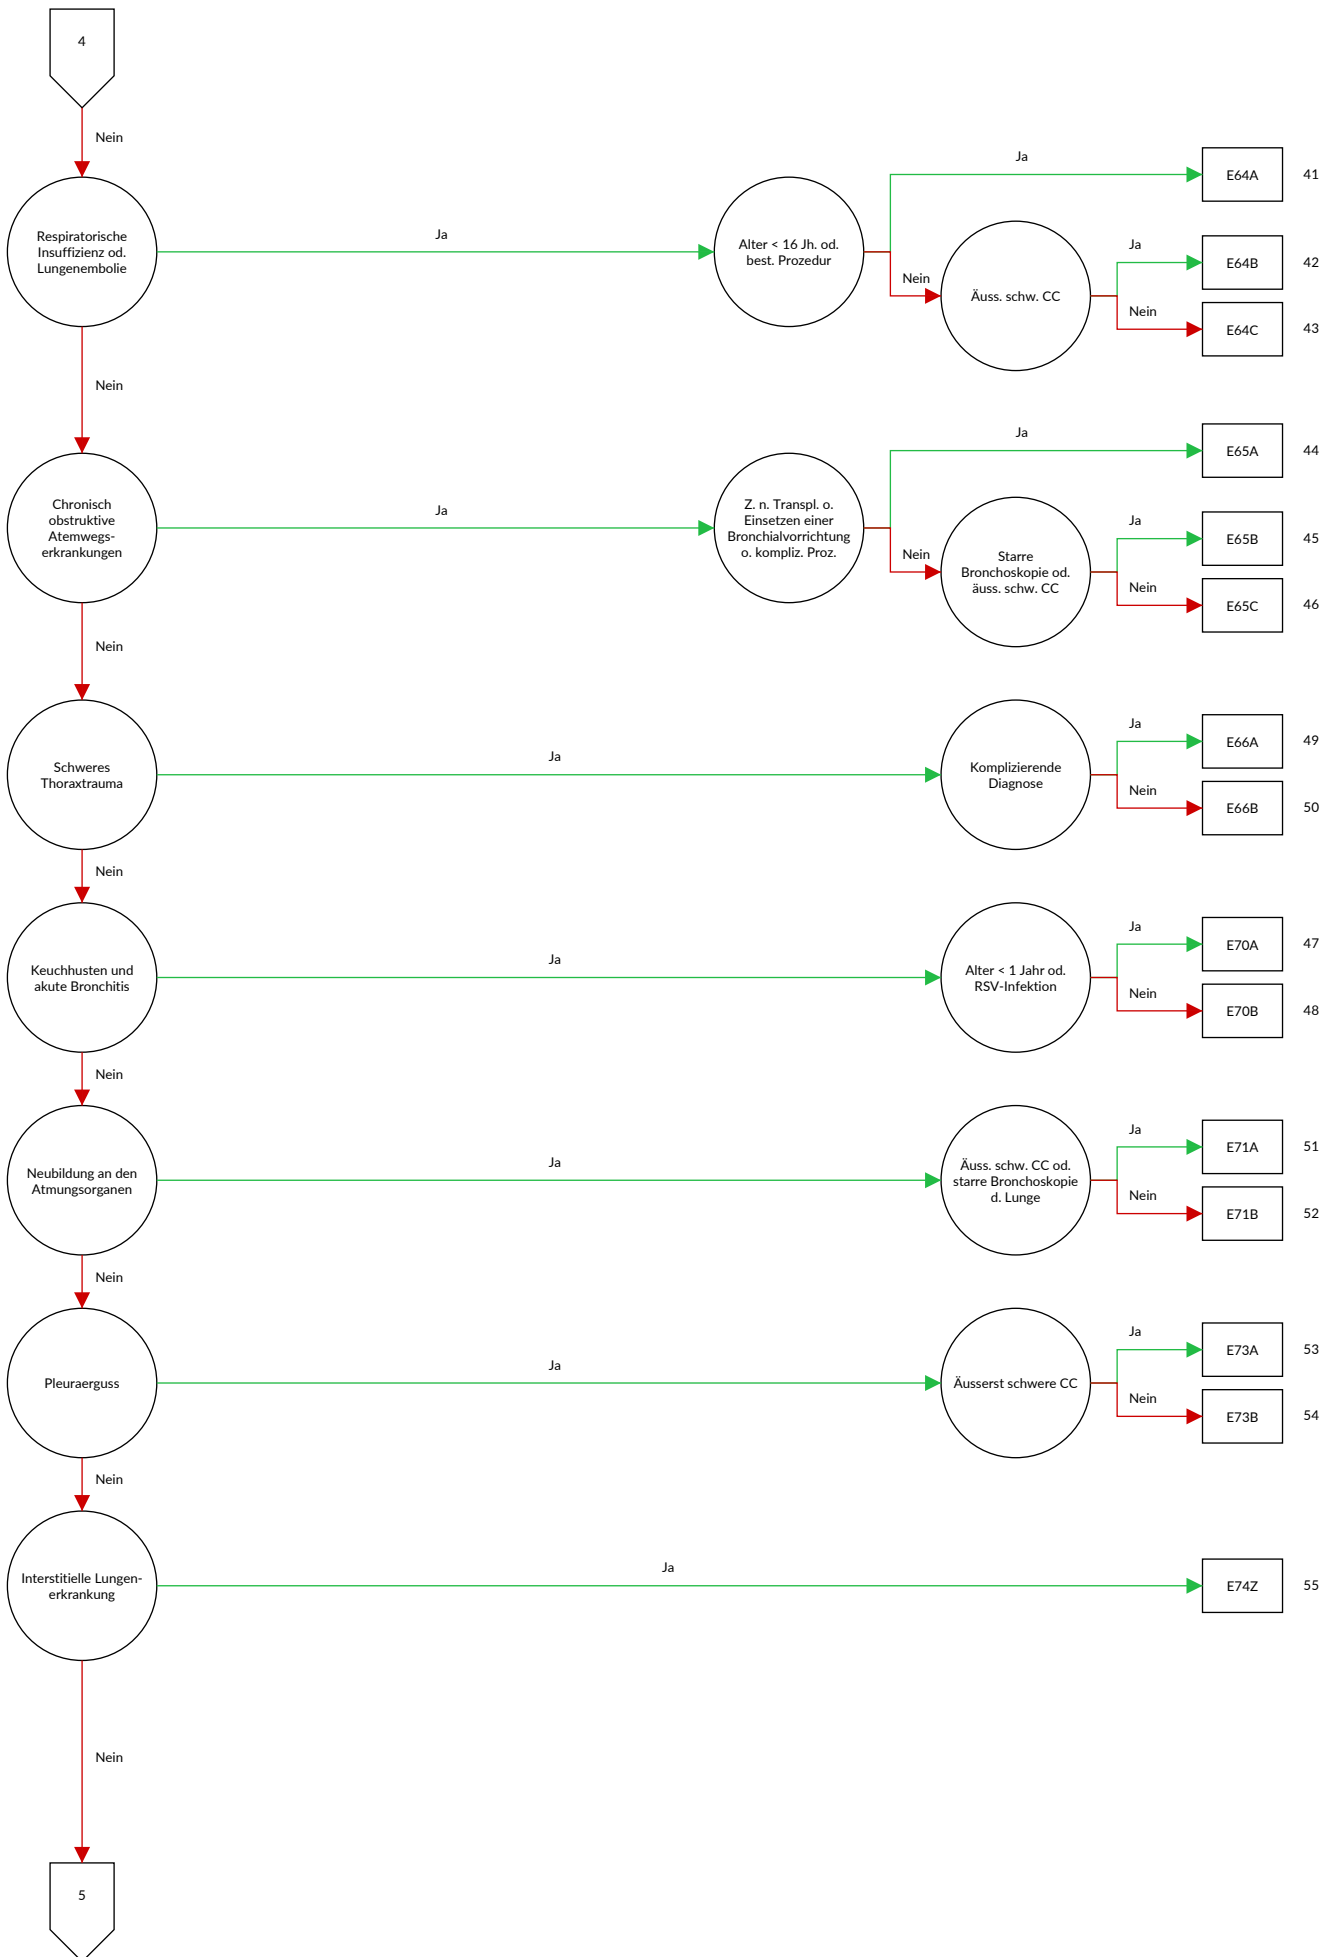 4
Nein
Respiratorische
Insuffizienz od.
Lungenembolie
Ja
Alter < 16 Jh. od.
best. Prozedur
Ja
E64A
41
Nein
Äuss. schw. CC
Ja
E64B
42
Nein
E64C
43
Nein
Chronisch
obstruktive
Atemwegs-
erkrankungen
Ja
Z. n. Transpl. o.
Einsetzen einer
Bronchialvorrichtung
o. kompliz. Proz.
Ja
E65A
44
Nein
Starre
Bronchoskopie od.
äuss. schw. CC
Ja
E65B
45
Nein
E65C
46
Nein
Schweres
Thoraxtrauma
Ja
Komplizierende
Diagnose
Ja
E66A
49
Nein
E66B
50
Nein
Keuchhusten und
akute Bronchitis
Ja
Alter < 1 Jahr od.
RSV-Infektion
Ja
E70A
47
Nein
E70B
48
Nein
Neubildung an den
Atmungsorganen
Ja
Äuss. schw. CC od.
starre Bronchoskopie
d. Lunge
Ja
E71A
51
Nein
E71B
52
Nein
Pleuraerguss
Ja
Äusserst schwere CC
Ja
E73A
53
Nein
E73B
54
Nein
Interstitielle Lungen-
erkrankung
Ja
E74Z
55
Nein
5